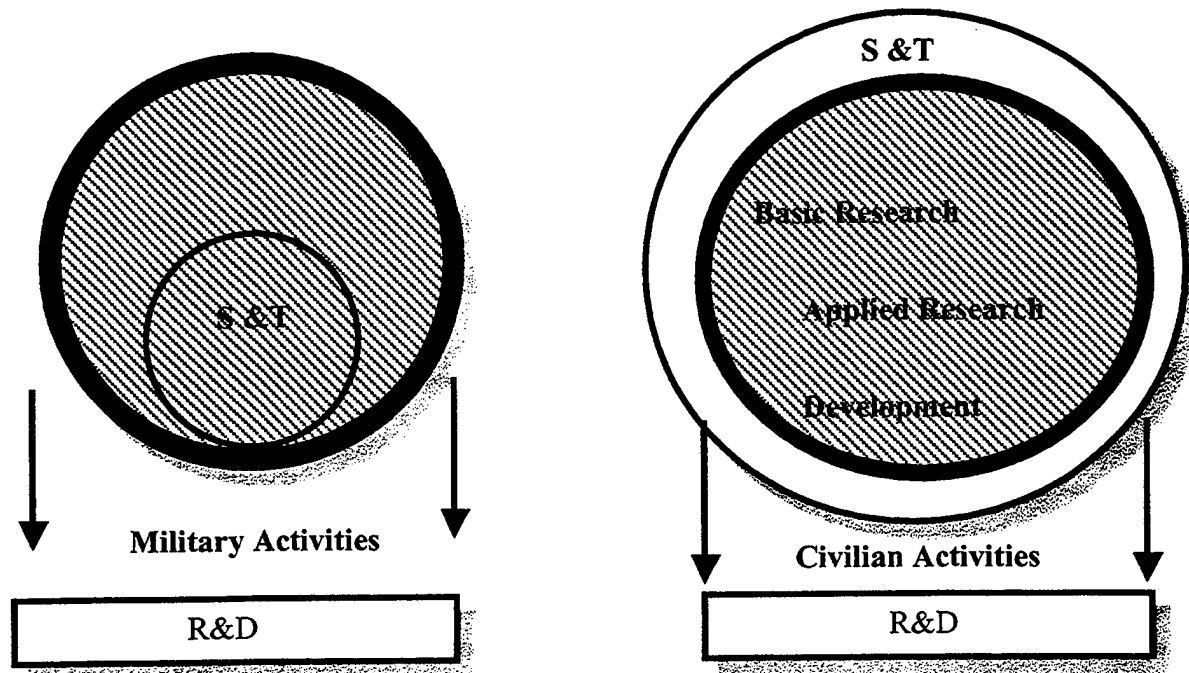 S &T
Military Activities
R&D
S &T
Basic Research
Applied Research
Development
Civilian Activities
R&D